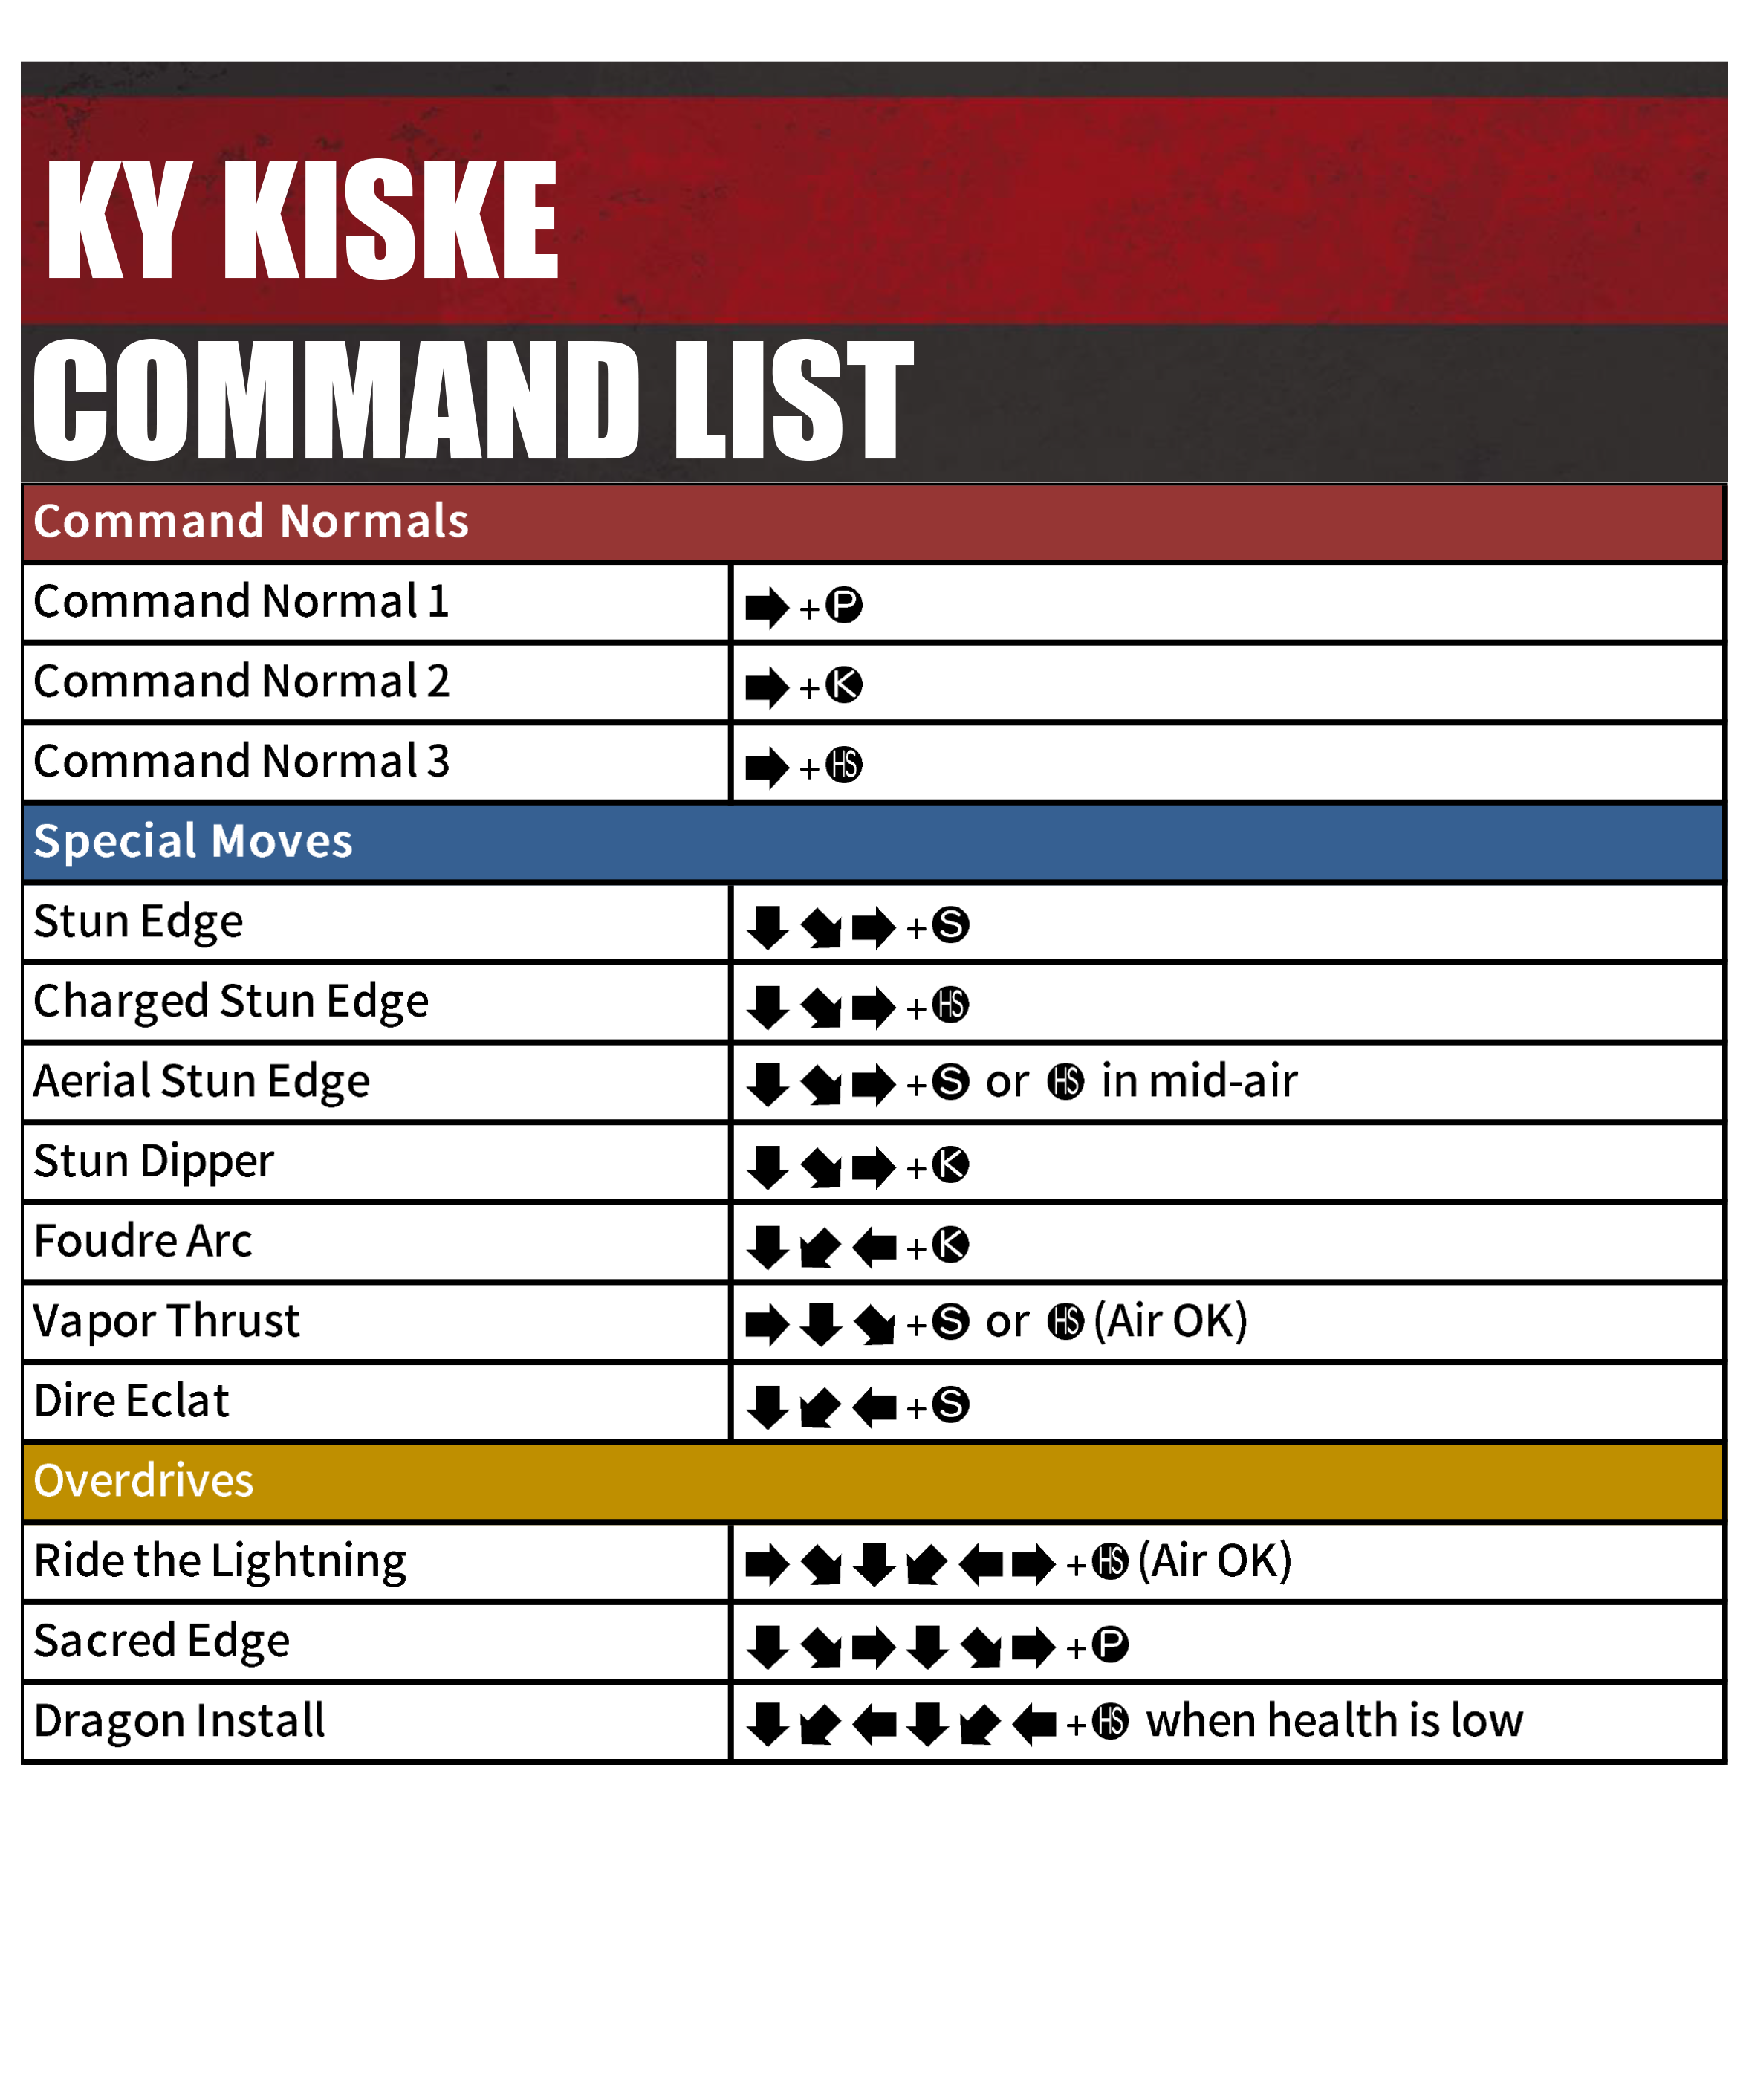 KY KISKE
COMMAND LIST
Command Normals
Command Normal 1 ➡ + P
Command Normal 2 ➡ + K
Command Normal 3 ➡ + HS
Special Moves
Stun Edge ⬇ ↘ ➡ + S
Charged Stun Edge ⬇ ↘ ➡ + HS
Aerial Stun Edge ⬇ ↘ ➡ + S or HS in mid-air
Stun Dipper ⬇ ↘ ➡ + K
Foudre Arc ⬇ ↙ ⬅ + K
Vapor Thrust ➡ ⬇ ↘ + S or HS (Air OK)
Dire Eclat ⬇ ↙ ⬅ + S
Overdrives
Ride the Lightning ➡ ↘ ⬇ ↙ ⬅ ➡ + HS (Air OK)
Sacred Edge ⬇ ↘ ➡ ⬇ ↘ ➡ + P
Dragon Install ⬇ ↙ ⬅ ⬇ ↙ ⬅ + HS when health is low